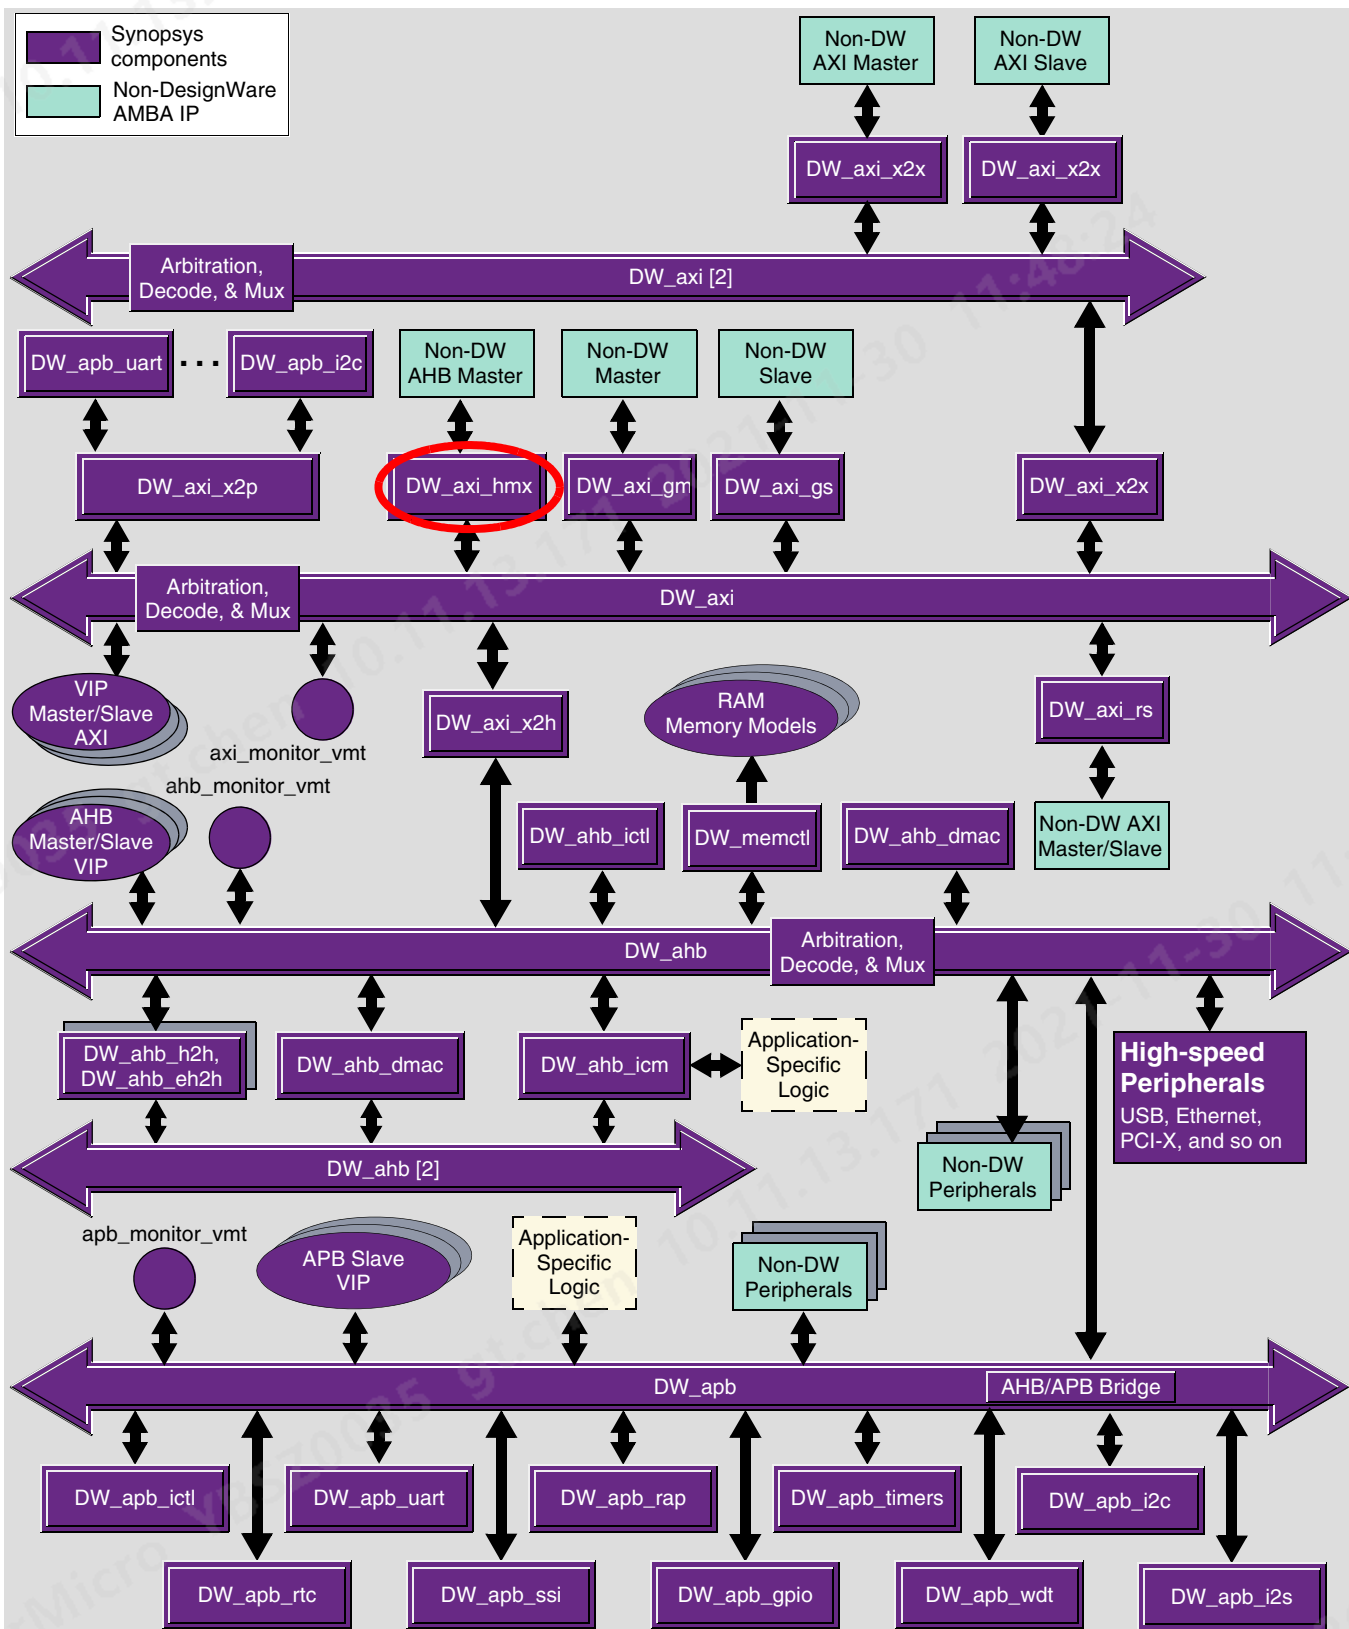 Synopsys
components
Non-DesignWare
AMBA IP
Non-DW
AXI Master
Non-DW
AXI Slave
DW_axi_x2x
DW_axi_x2x
Arbitration,
Decode, & Mux
DW_axi [2]
DW_apb_uart
. . .
DW_apb_i2c
Non-DW
AHB Master
Non-DW
Master
Non-DW
Slave
DW_axi_x2p
DW_axi_hmx
DW_axi_gm
DW_axi_gs
DW_axi_x2x
Arbitration,
Decode, & Mux
DW_axi
VIP
Master/Slave
AXI
axi_monitor_vmt
DW_axi_x2h
RAM
Memory Models
DW_axi_rs
ahb_monitor_vmt
AHB
Master/Slave
VIP
DW_ahb_ictl
DW_memctl
DW_ahb_dmac
Non-DW AXI
Master/Slave
DW_ahb
Arbitration,
Decode, & Mux
DW_ahb_h2h,
DW_ahb_eh2h
DW_ahb_dmac
DW_ahb_icm
Application-
Specific
Logic
High-speed
Peripherals
USB, Ethernet,
PCI-X, and so on
DW_ahb [2]
Non-DW
Peripherals
apb_monitor_vmt
APB Slave
VIP
Application-
Specific
Logic
Non-DW
Peripherals
DW_apb
AHB/APB Bridge
DW_apb_ictl
DW_apb_uart
DW_apb_rap
DW_apb_timers
DW_apb_i2c
DW_apb_rtc
DW_apb_ssi
DW_apb_gpio
DW_apb_wdt
DW_apb_i2s